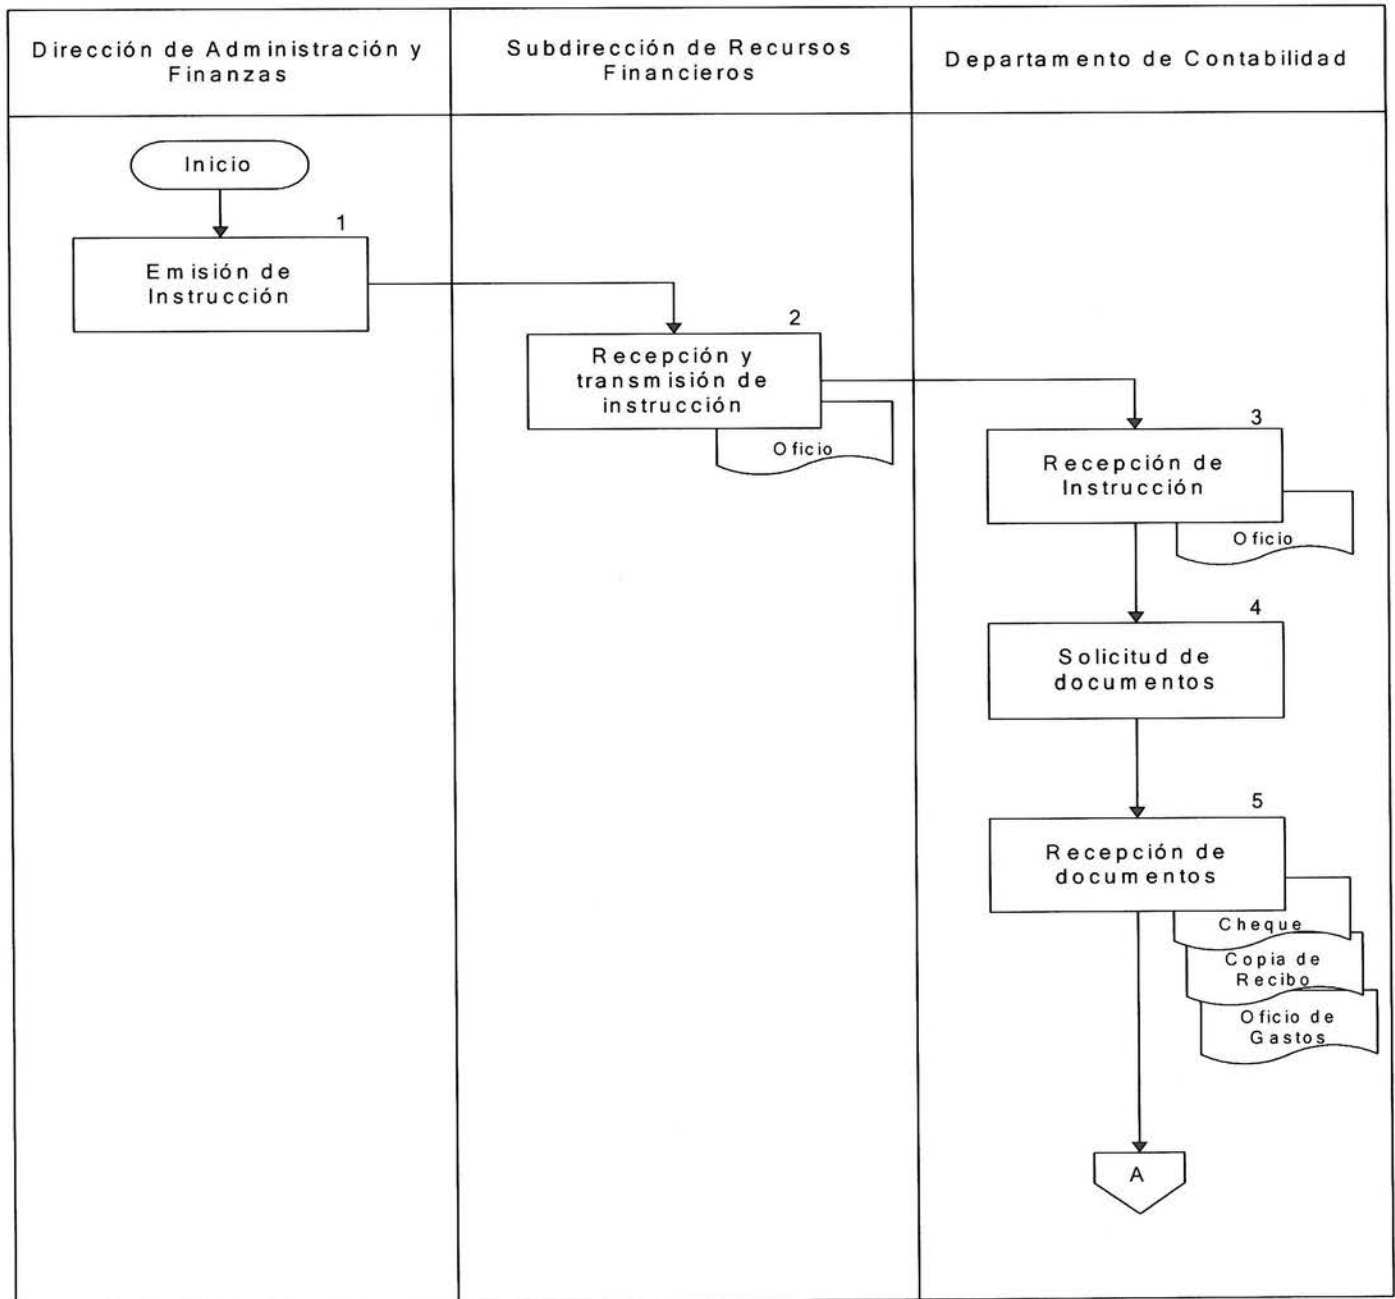 Dirección de Administración y
Finanzas
Subdirección de Recursos
Financieros
Departamento de Contabilidad
Inicio
1
Emisión de
Instrucción
2
Recepción y
transmisión de
instrucción
Oficio
3
Recepción de
Instrucción
Oficio
4
Solicitud de
documentos
5
Recepción de
documentos
Cheque
Copia de
Recibo
Oficio de
Gastos
A